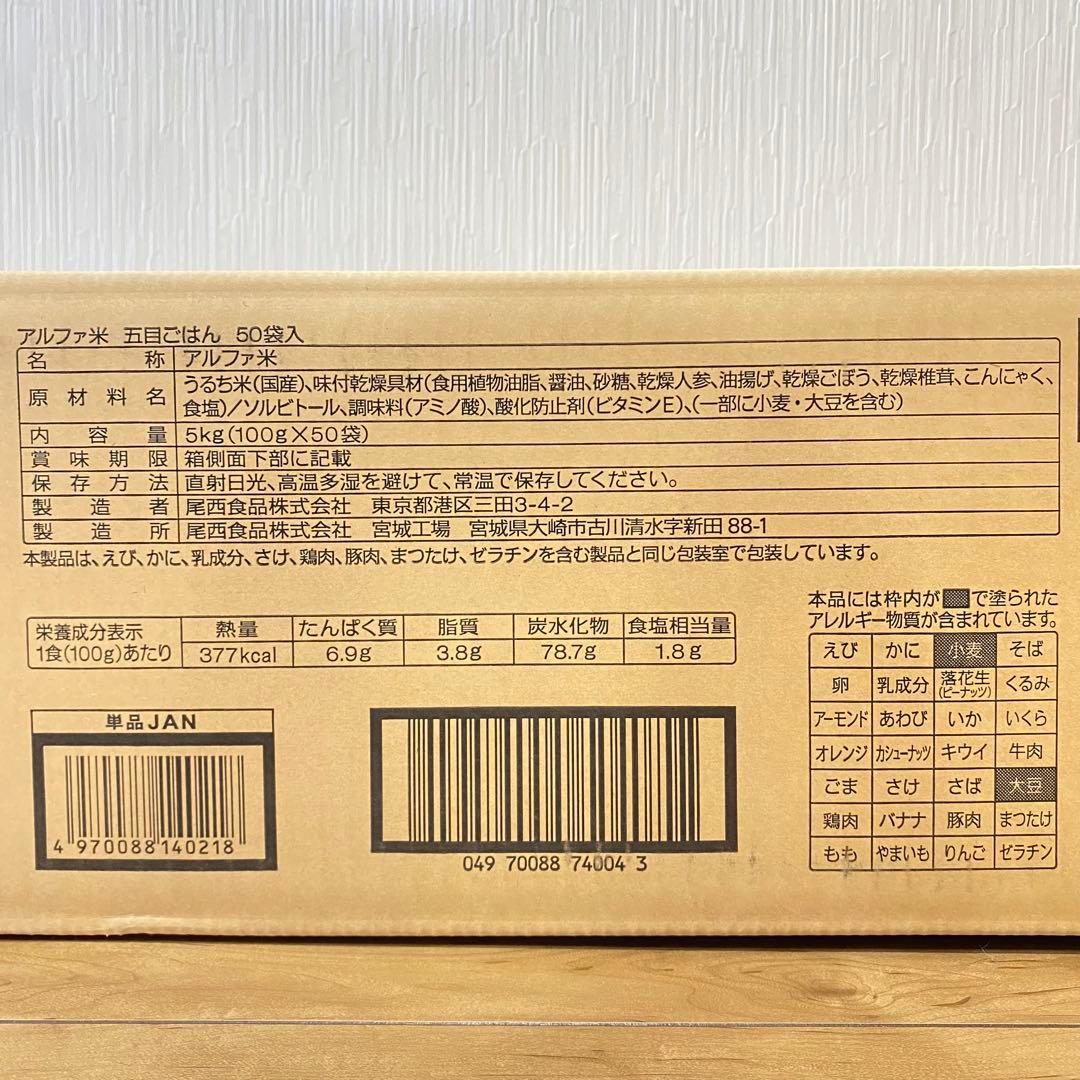 アルファ米 五目ごはん 50袋入
名称 アルファ米
原材料名 うるち米(国産)、味付乾燥具材(食用植物油脂、醤油、砂糖、乾燥人参、油揚げ、乾燥ごぼう、乾燥椎茸、こんにゃく、
食塩)/ソルビトール、調味料(アミノ酸)、酸化防止剤(ビタミンE)、(一部に小麦・大豆を含む)
内容量 5kg(100g×50袋)
賞味期限 箱側面下部に記載
保存方法 直射日光、高温多湿を避けて、常温で保存してください。
製造者 尾西食品株式会社 東京都港区三田3-4-2
製造所 尾西食品株式会社 宮城工場 宮城県大崎市古川清水字新田 88-1
本製品は、えび、かに、乳成分、さけ、鶏肉、豚肉、まつたけ、ゼラチンを含む製品と同じ包装室で包装しています。
栄養成分表示
1食(100g)あたり
熱量 たんぱく質 脂質 炭水化物 食塩相当量
377kcal 6.9g 3.8g 78.7g 1.8g
単品JAN
4 970088 140218
049 70088 74004 3
本品には枠内が で塗られた
アレルギー物質が含まれています。
えび かに 小麦 そば
卵 乳成分 落花生(ピーナッツ) くるみ
アーモンド あわび いか いくら
オレンジ カシューナッツ キウイ 牛肉
ごま さけ さば 大豆
鶏肉 バナナ 豚肉 まつたけ
もも やまいも りんご ゼラチン